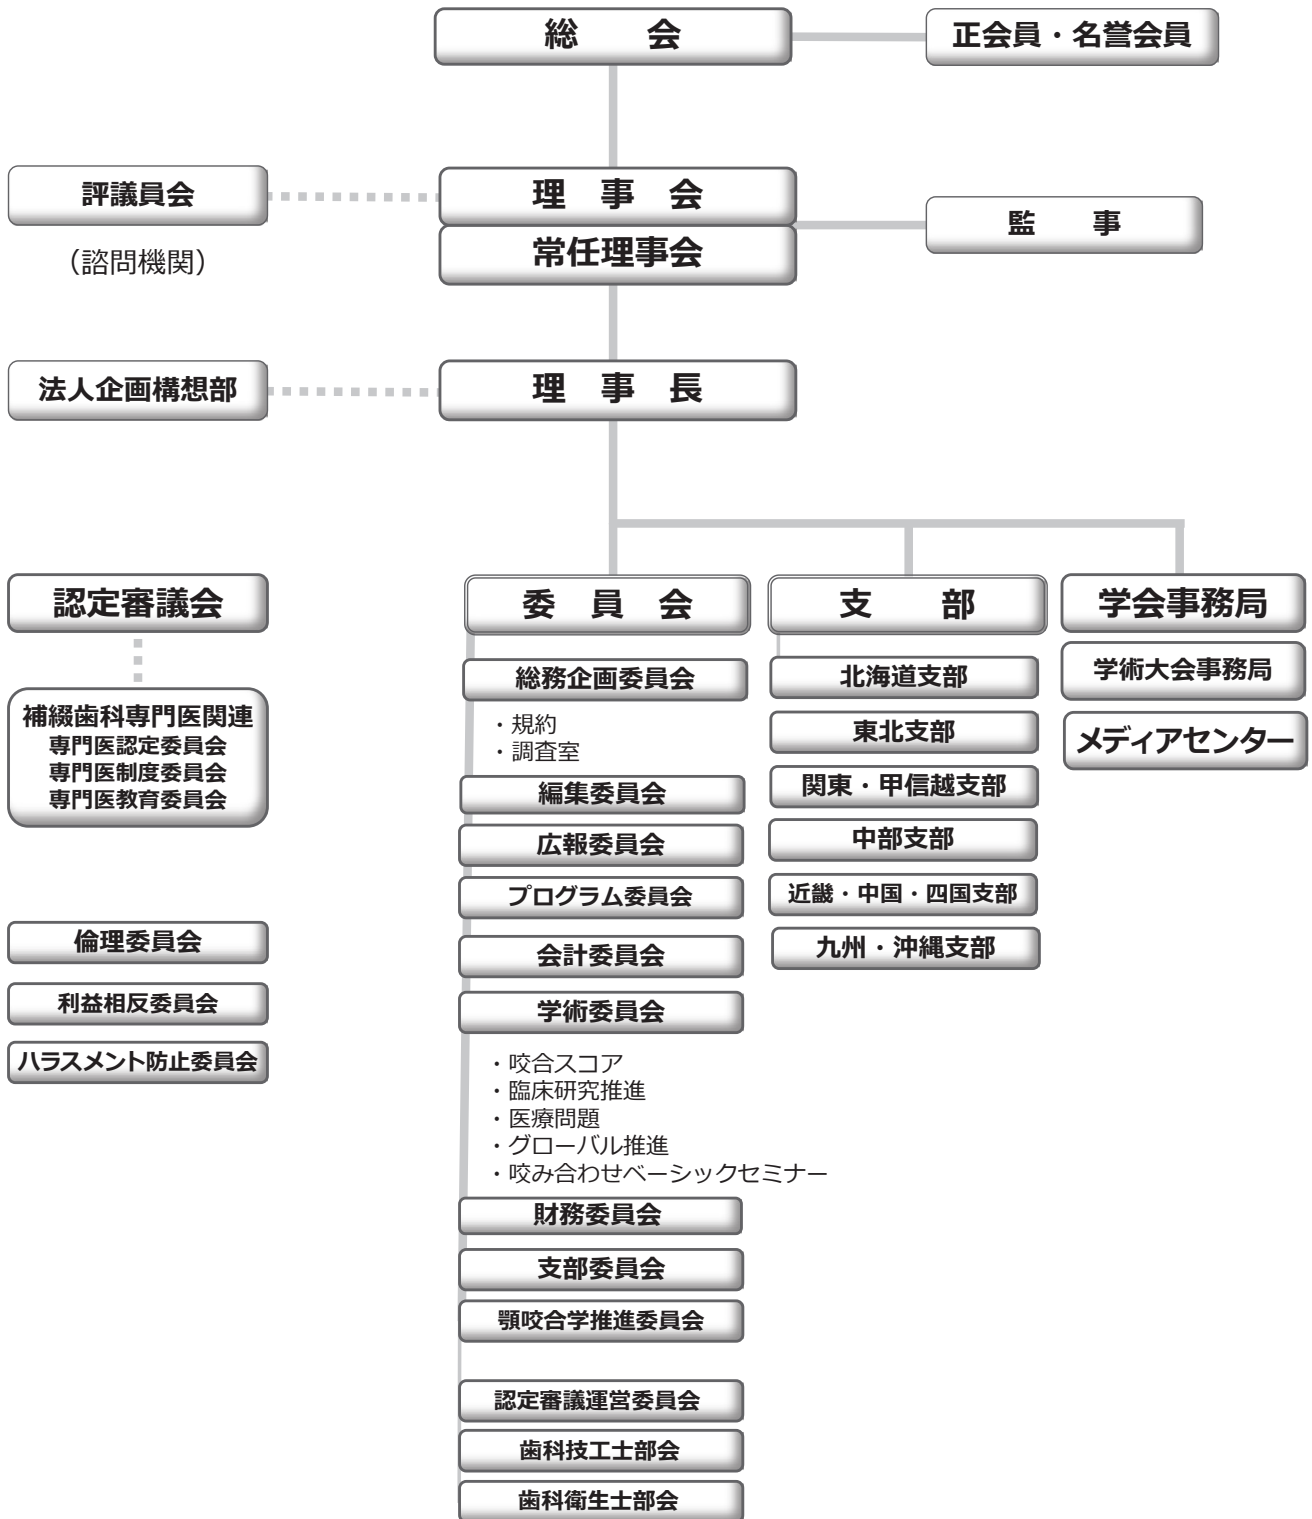 総　会
正会員・名誉会員
評議員会
（諮問機関）
理　事　会
常任理事会
監　事
法人企画構想部
理　事　長
認定審議会
補綴歯科専門医関連
専門医認定委員会
専門医制度委員会
専門医教育委員会
倫理委員会
利益相反委員会
ハラスメント防止委員会
委　員　会
総務企画委員会
・規約
・調査室
編集委員会
広報委員会
プログラム委員会
会計委員会
学術委員会
・咬合スコア
・臨床研究推進
・医療問題
・グローバル推進
・咬み合わせベーシックセミナー
財務委員会
支部委員会
顎咬合学推進委員会
認定審議運営委員会
歯科技工士部会
歯科衛生士部会
支　部
北海道支部
東北支部
関東・甲信越支部
中部支部
近畿・中国・四国支部
九州・沖縄支部
学会事務局
学術大会事務局
メディアセンター